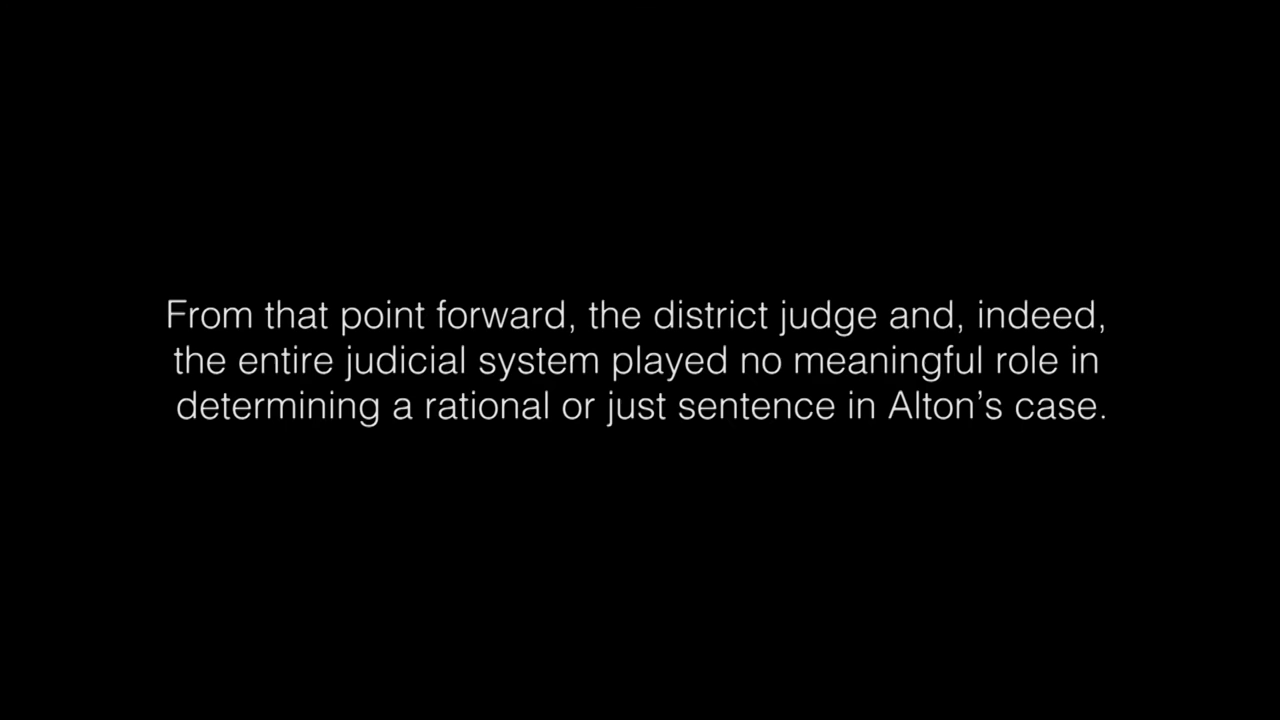 From that point forward, the district judge and, indeed,
the entire judicial system played no meaningful role in
determining a rational or just sentence in Alton’s case.